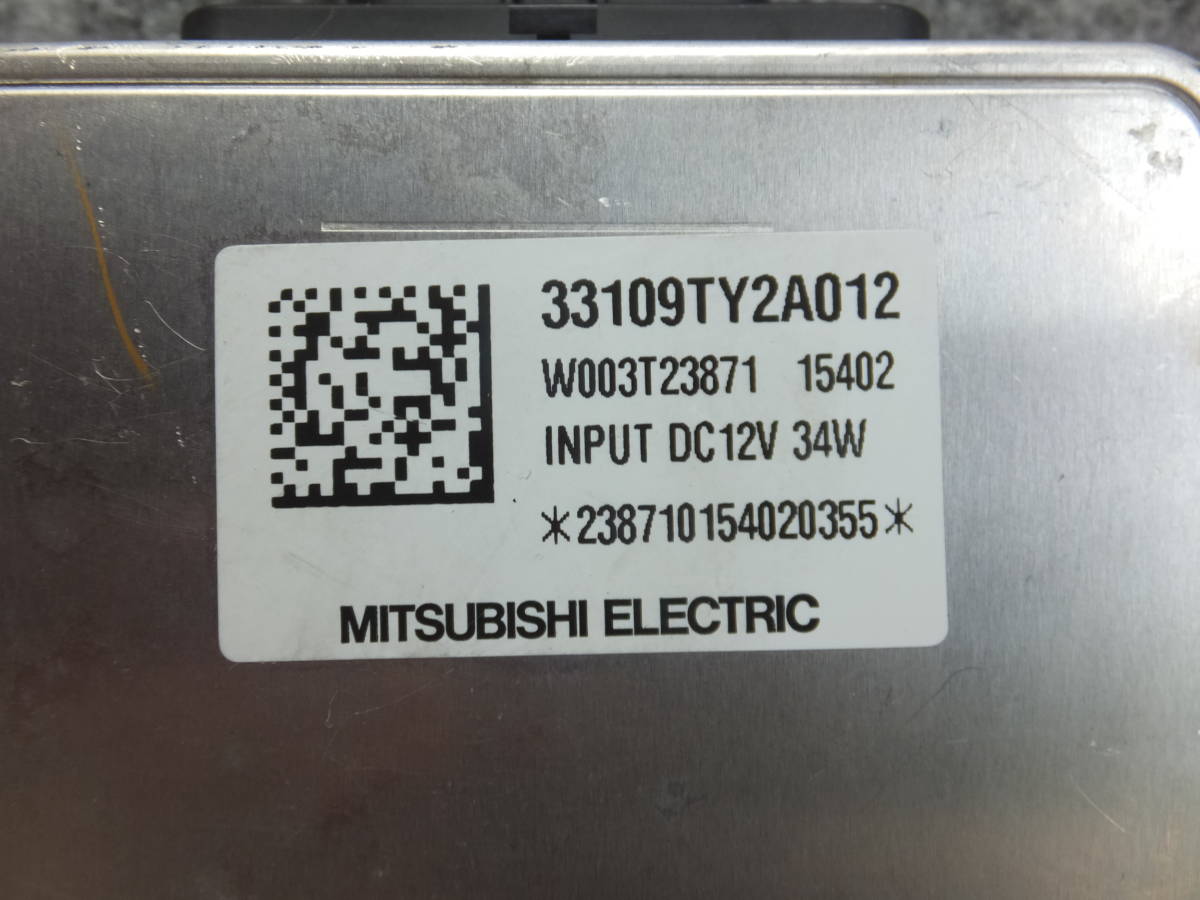 33109TY2A012
W003T23871 15402
INPUT DC12V 34W
*238710154020355*
MITSUBISHI ELECTRIC